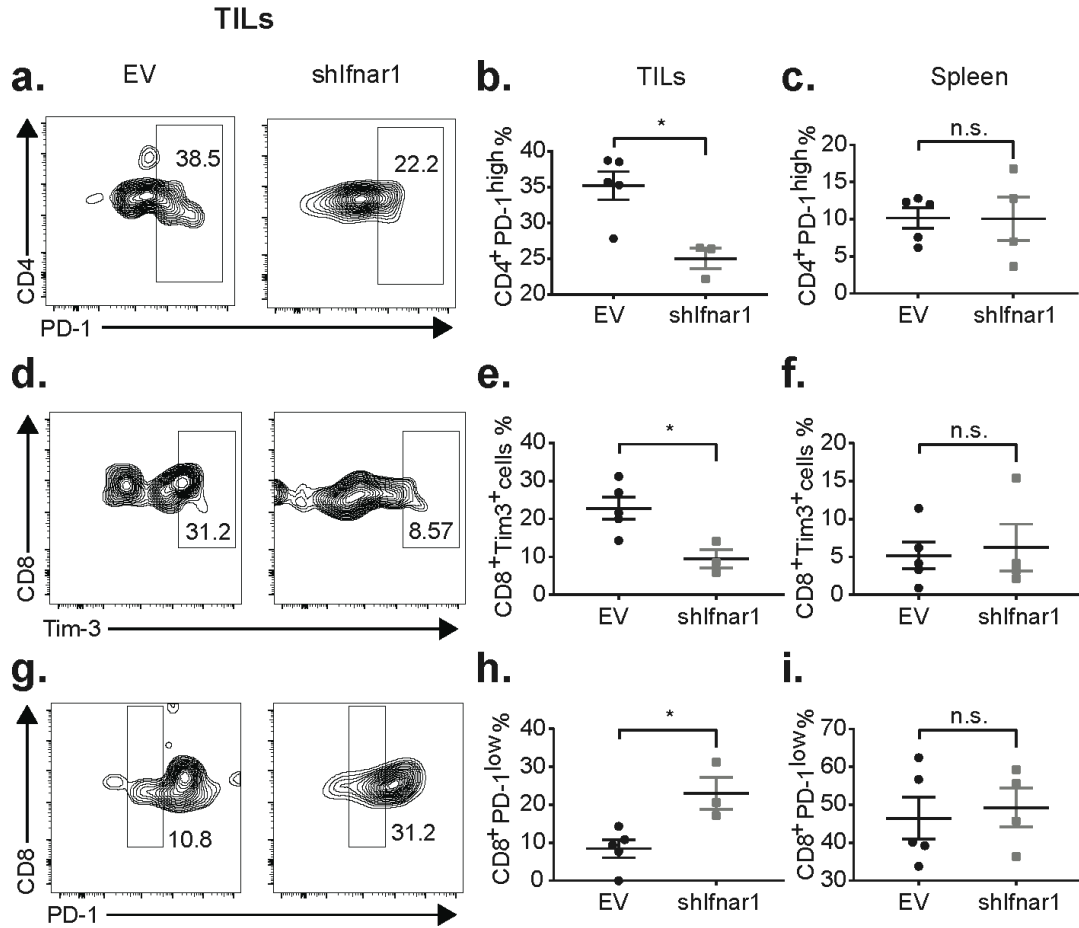 TILs
a. EV shIfnar1
38.5 22.2
CD4
PD-1
b. TILs
*
CD4+ PD-1high %
40
35
30
25
20
EV shIfnar1
c. Spleen
n.s.
CD4+ PD-1high %
20
15
10
5
0
EV shIfnar1
d.
31.2 8.57
CD8
Tim-3
e.
*
CD8+Tim3+cells %
40
30
20
10
0
EV shIfnar1
f.
n.s.
CD8+Tim3+cells %
20
15
10
5
0
EV shIfnar1
g.
10.8 31.2
CD8
PD-1
h.
*
CD8+ PD-1low %
40
30
20
10
0
EV shIfnar1
i.
n.s.
CD8+ PD-1low %
70
60
50
40
30
EV shIfnar1